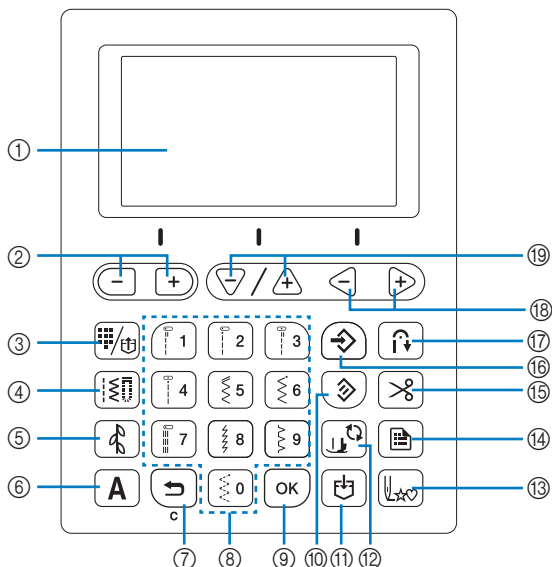 ①
② − + − / + − + ⑲
⑱
③ 1 2 3 ⑰
⑯
④ 4 5 6 ⑮
⑤ 7 8 9 ⑭
⑥ A 0 OK ⑬
C
⑦ ⑧ ⑨ ⑩ ⑪ ⑫